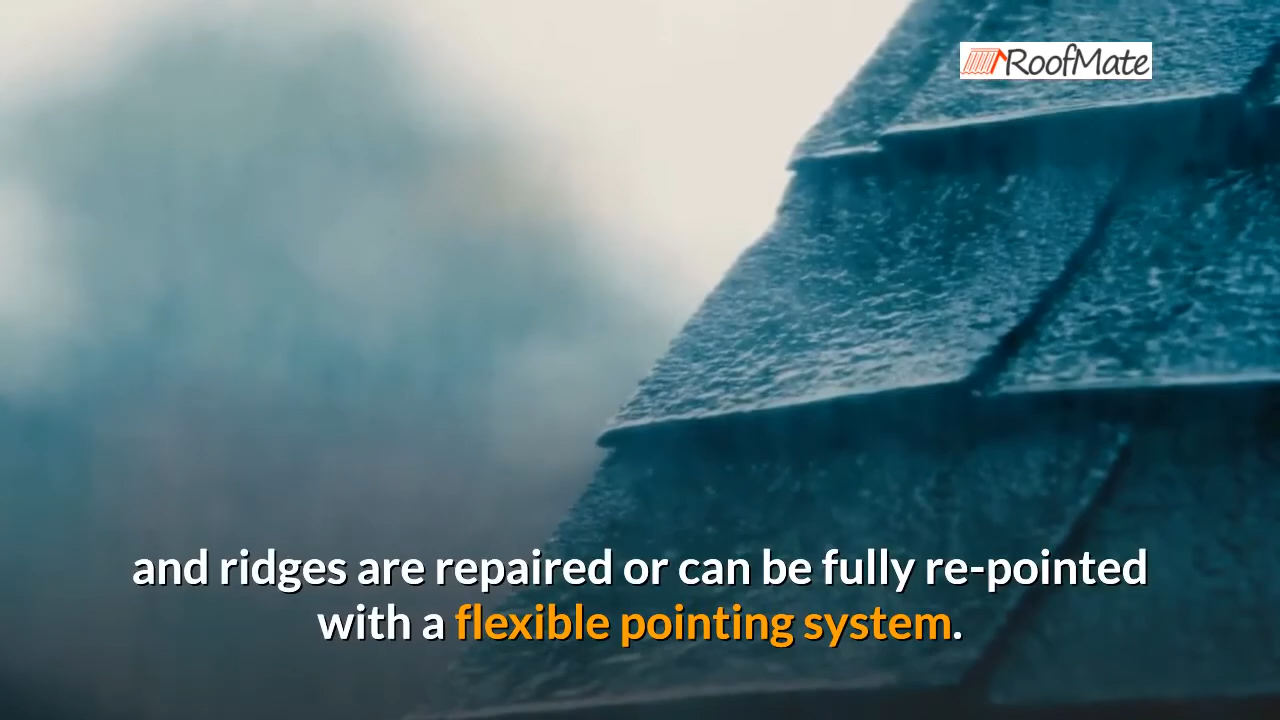 RoofMate
and ridges are repaired or can be fully re-pointed
with a flexible pointing system.